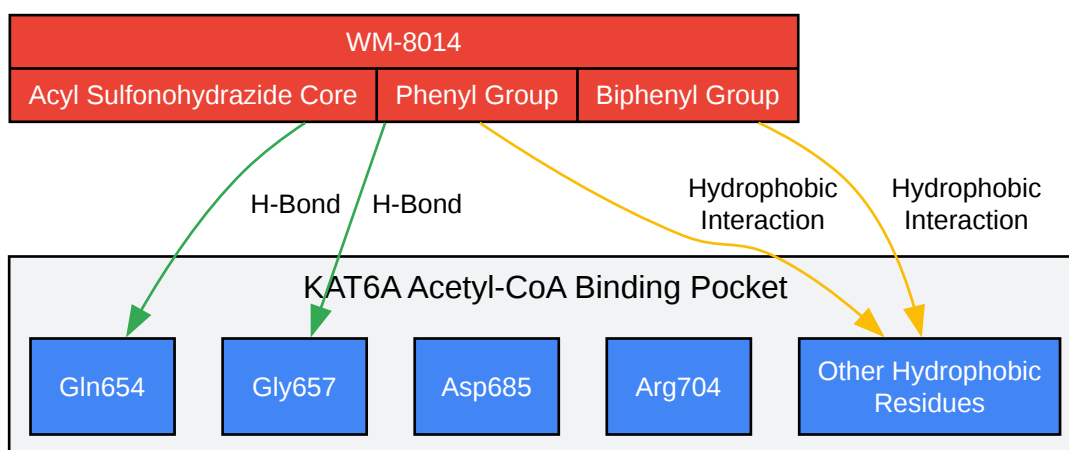 WM-8014
Acyl Sulfonohydrazide Core
Phenyl Group
Biphenyl Group
H-Bond
H-Bond
Hydrophobic
Interaction
Hydrophobic
Interaction
KAT6A Acetyl-CoA Binding Pocket
Gln654
Gly657
Asp685
Arg704
Other Hydrophobic
Residues